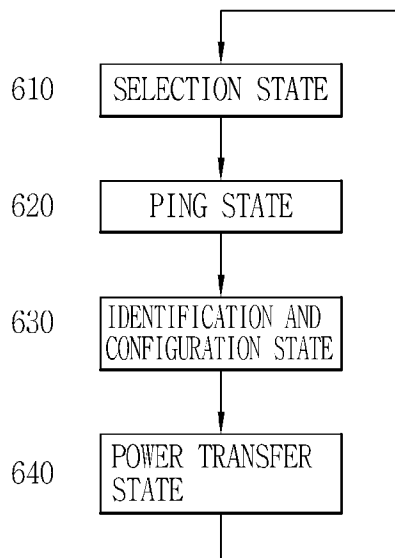 610 SELECTION STATE
620 PING STATE
630 IDENTIFICATION AND
CONFIGURATION STATE
640 POWER TRANSFER
STATE